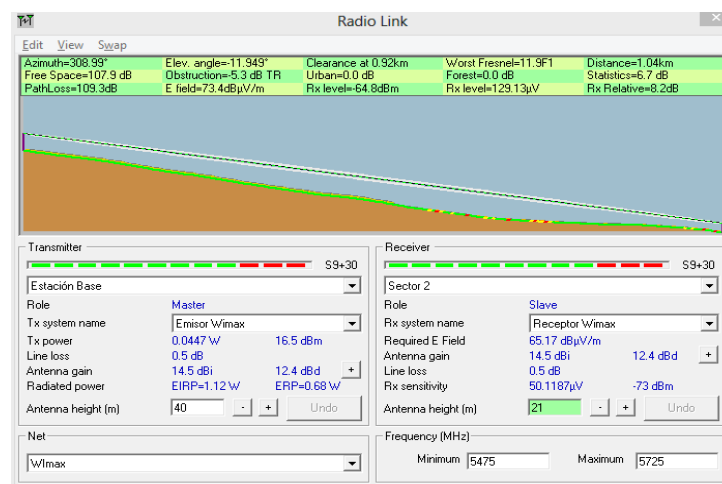 Radio Link
Edit View Swap
Azimuth=308.99° Elev. angle=-11.949° Clearance at 0.92km Worst Fresnel=11.9F1 Distance=1.04km
Free Space=107.9 dB Obstruction=-5.3 dB TR Urban=0.0 dB Forest=0.0 dB Statistics=6.7 dB
PathLoss=109.3dB E field=73.4dBµV/m Rx level=-64.8dBm Rx level=129.13µV Rx Relative=8.2dB
Transmitter
S9+30
Estación Base
Role Master
Tx system name Emisor Wimax
Tx power 0.0447 W 16.5 dBm
Line loss 0.5 dB
Antenna gain 14.5 dBi 12.4 dBd +
Radiated power EIRP=1.12 W ERP=0.68 W
Antenna height (m) 40 - + Undo
Receiver
S9+30
Sector 2
Role Slave
Rx system name Receptor Wimax
Required E Field 65.17 dBµV/m
Antenna gain 14.5 dBi 12.4 dBd +
Line loss 0.5 dB
Rx sensitivity 50.1187µV -73 dBm
Antenna height (m) 21 - + Undo
Net
WImax
Frequency (MHz)
Minimum 5475 Maximum 5725